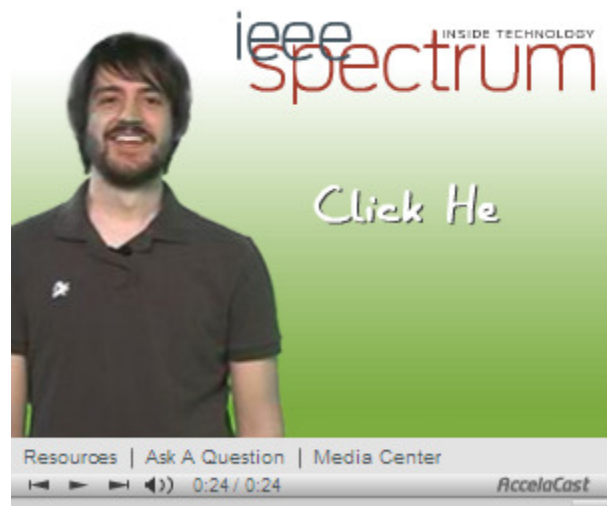 ieee
INSIDE TECHNOLOGY
spectrum
Click He
Resources | Ask A Question | Media Center
0:24 / 0:24
AccelaCast